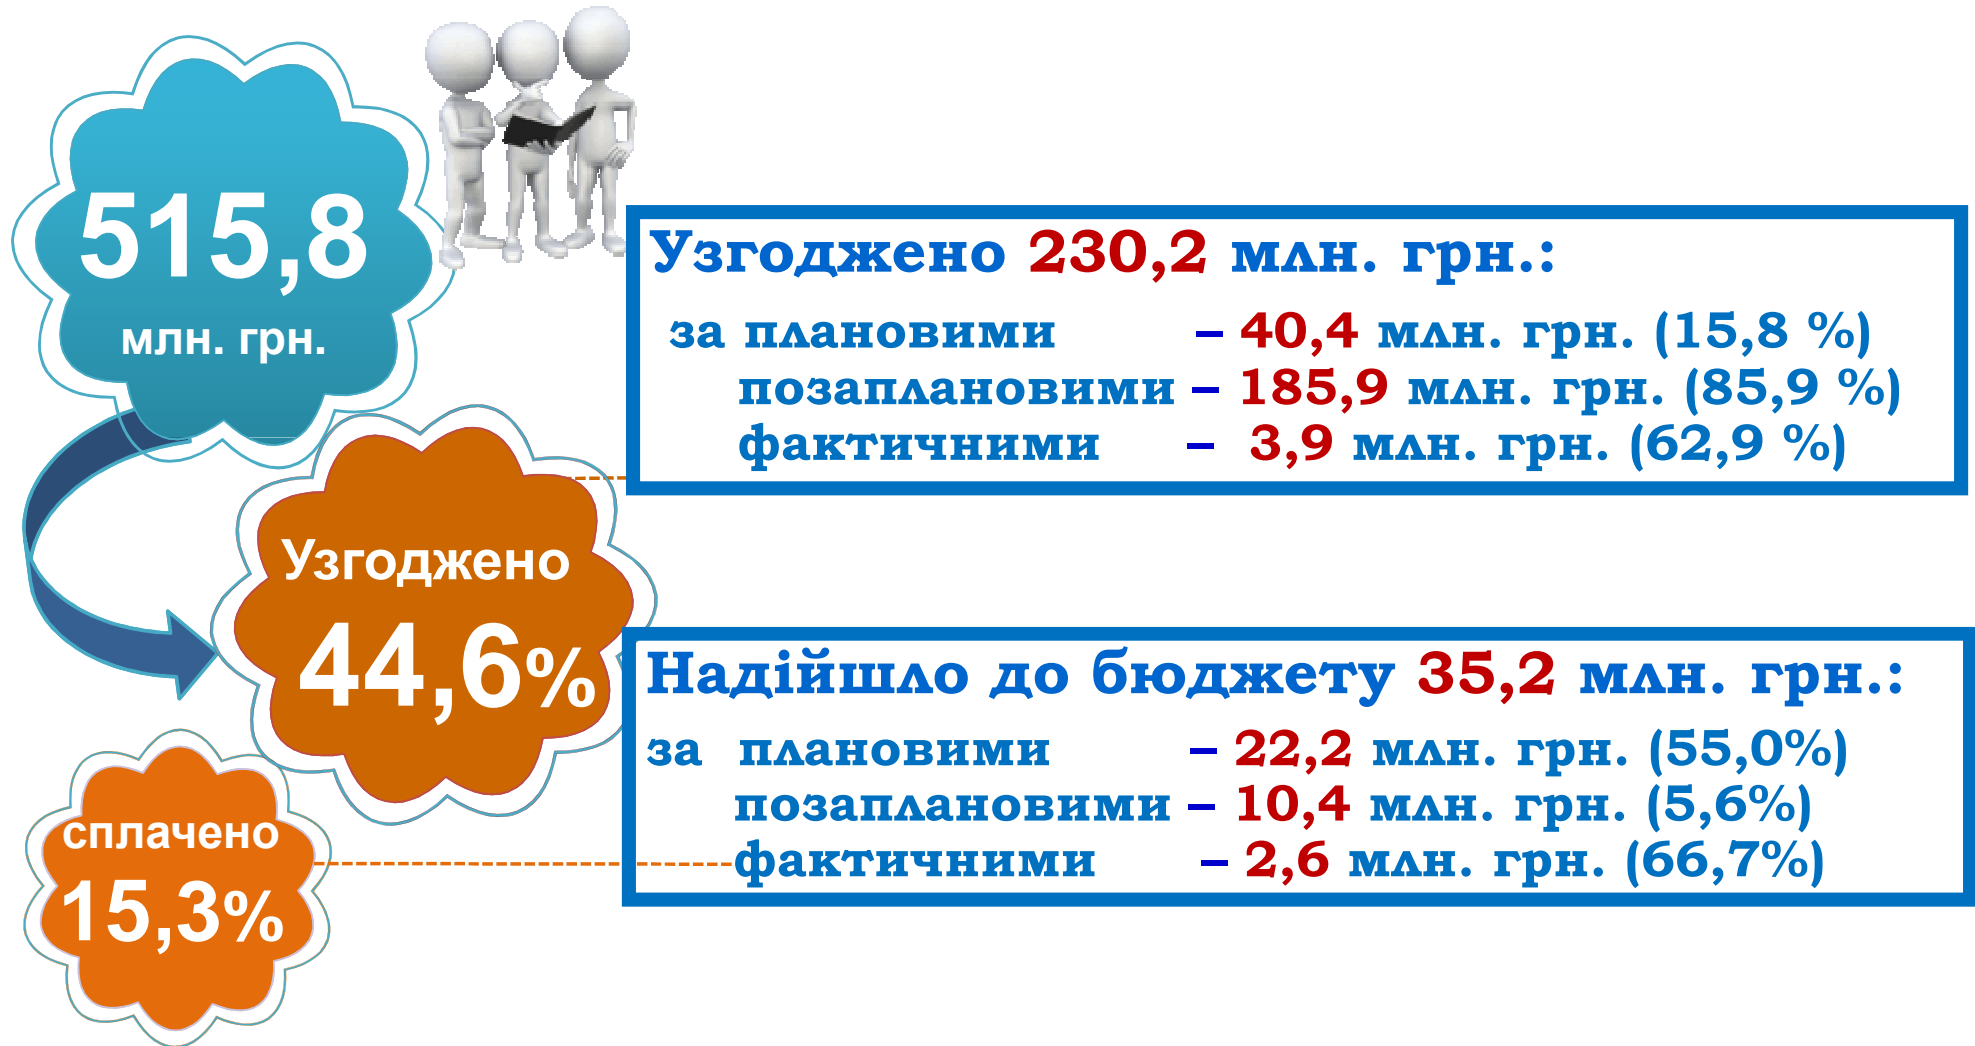 515,8
млн. грн.
Узгоджено 230,2 млн. грн.:
за плановими – 40,4 млн. грн. (15,8 %)
позаплановими – 185,9 млн. грн. (85,9 %)
фактичними – 3,9 млн. грн. (62,9 %)
Узгоджено
44,6%
Надійшло до бюджету 35,2 млн. грн.:
за плановими – 22,2 млн. грн. (55,0%)
позаплановими – 10,4 млн. грн. (5,6%)
фактичними – 2,6 млн. грн. (66,7%)
сплачено
15,3%